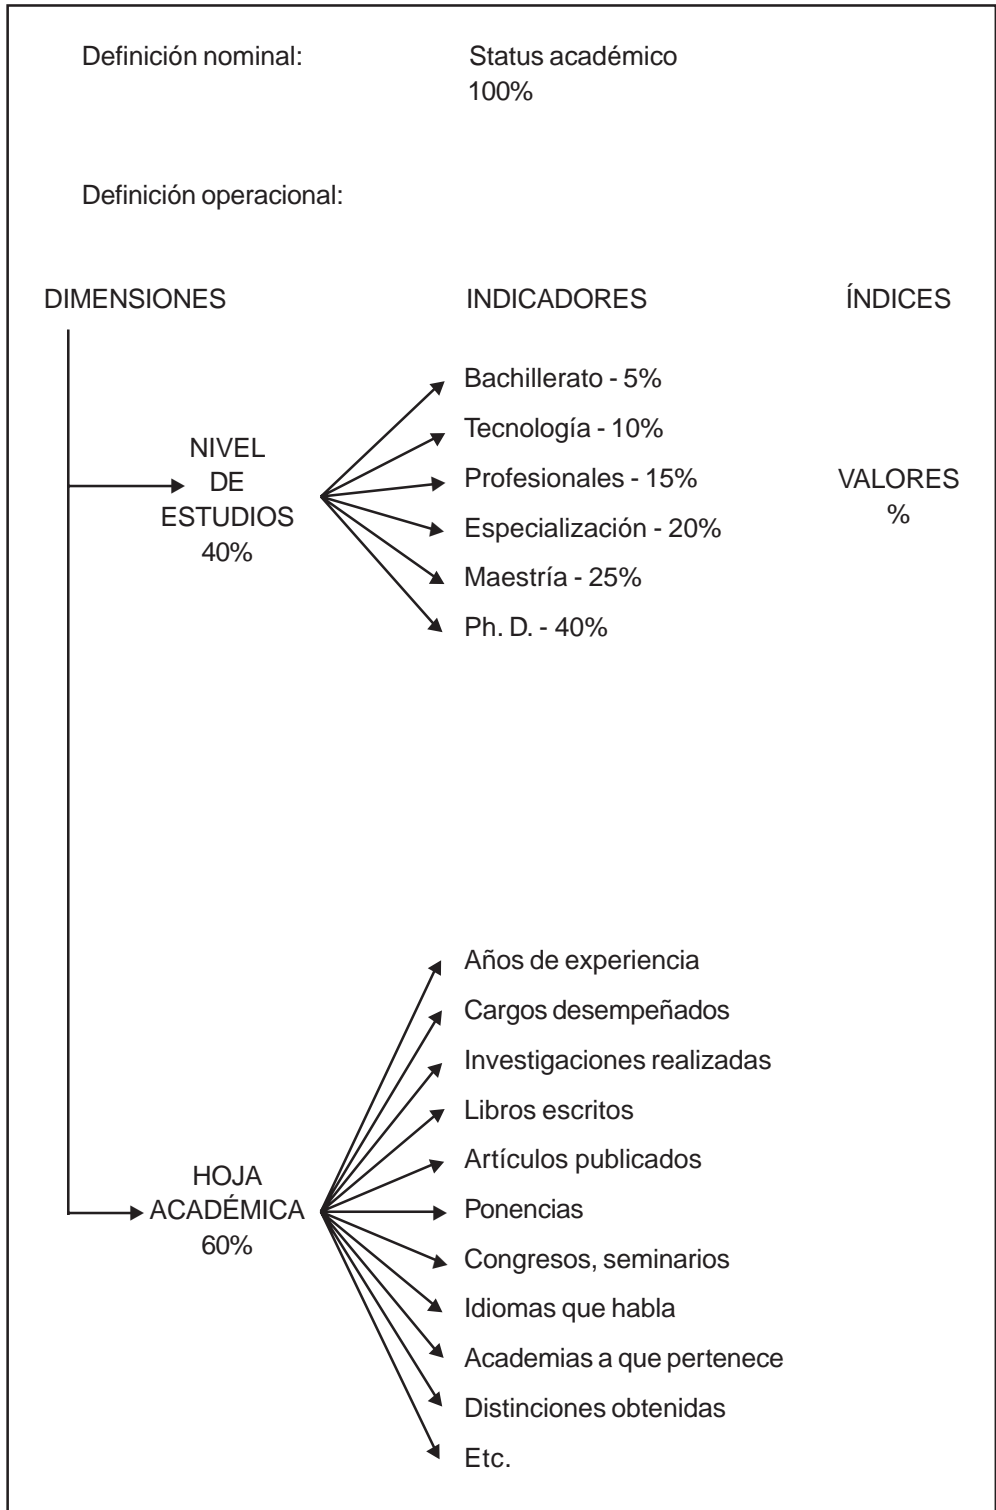 Definición nominal: Status académico
100%
Definición operacional:
DIMENSIONES INDICADORES ÍNDICES
NIVEL
DE
ESTUDIOS
40%
Bachillerato - 5%
Tecnología - 10%
Profesionales - 15%
Especialización - 20%
Maestría - 25%
Ph. D. - 40%
VALORES
%
HOJA
ACADÉMICA
60%
Años de experiencia
Cargos desempeñados
Investigaciones realizadas
Libros escritos
Artículos publicados
Ponencias
Congresos, seminarios
Idiomas que habla
Academias a que pertenece
Distinciones obtenidas
Etc.